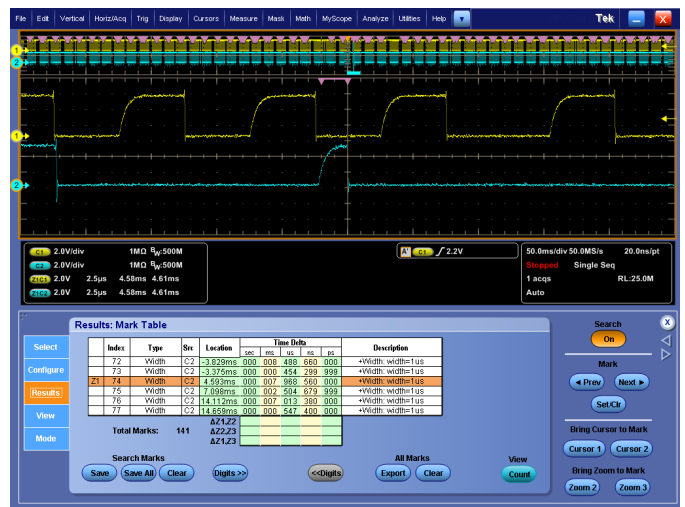 File Edit Vertical Horiz/Acq Trig Display Cursors Measure Mask Math MyScope Analyze Utilities Help Tek X
1
2
1
2
C1 2.0V/div 1MΩ BW:500M
C2 2.0V/div 1MΩ BW:500M
Z1C1 2.0V 2.5µs 4.58ms 4.61ms
Z1C2 2.0V 2.5µs 4.58ms 4.61ms
A' C1 2.2V
50.0ms/div 50.0MS/s 20.0ns/pt
Stopped Single Seq
1 acqs RL:25.0M
Auto
Select
Configure
Results
View
Mode
Results: Mark Table
Index Type Src Location Time Delta Description
sec ms us ns ps
72 Width C2 -3.829ms 000 008 488 660 000 +Width: width=1us
73 Width C2 -3.375ms 000 000 454 299 999 +Width: width=1us
Z1 74 Width C2 4.593ms 000 007 968 560 000 +Width: width=1us
75 Width C2 7.098ms 000 002 504 679 999 +Width: width=1us
76 Width C2 14.112ms 000 007 013 380 000 +Width: width=1us
77 Width C2 14.659ms 000 000 547 400 000 +Width: width=1us
Total Marks: 141
ΔZ1,Z2
ΔZ2,Z3
ΔZ1,Z3
Search Marks
Save Save All Clear
Digits >>
<<Digits
All Marks
Export Clear
View
Count
X
Search
On
Mark
◄ Prev Next ►
Set/Clr
Bring Cursor to Mark
Cursor 1 Cursor 2
Bring Zoom to Mark
Zoom 2 Zoom 3